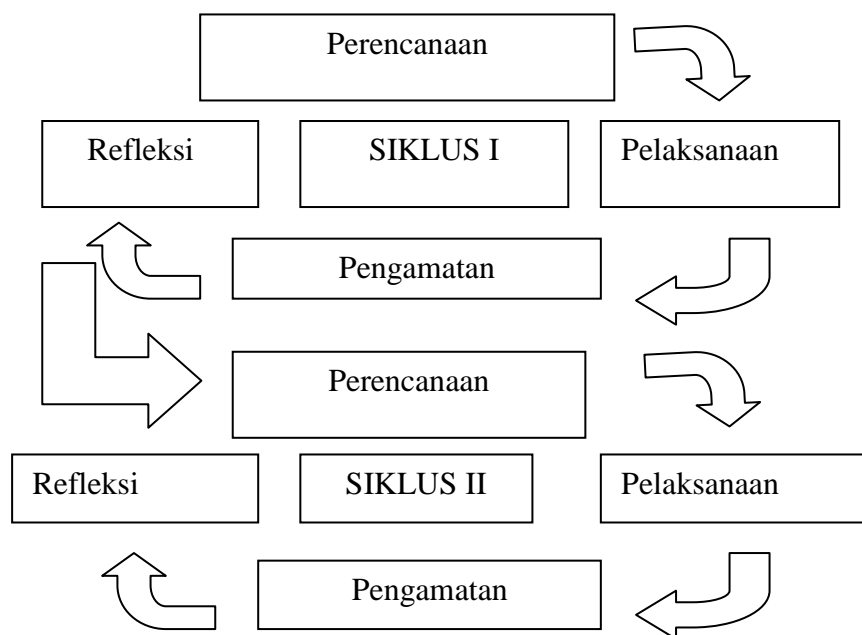 Perencanaan
Refleksi
SIKLUS I
Pelaksanaan
Pengamatan
Perencanaan
Refleksi
SIKLUS II
Pelaksanaan
Pengamatan